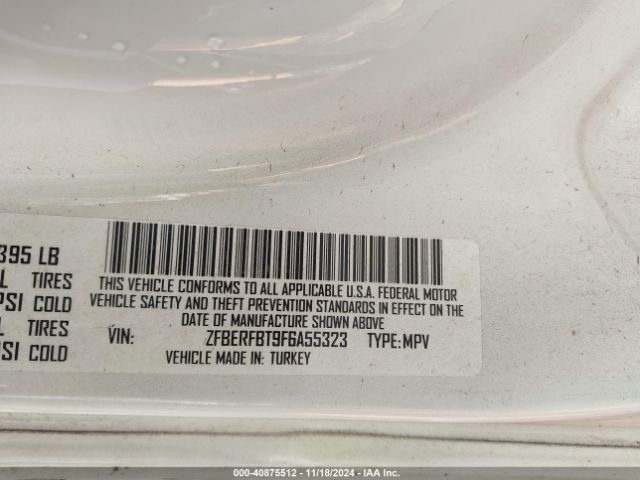 395 LB
L TIRES
PSI COLD
L TIRES
PSI COLD
THIS VEHICLE CONFORMS TO ALL APPLICABLE U.S.A. FEDERAL MOTOR
VEHICLE SAFETY AND THEFT PREVENTION STANDARDS IN EFFECT ON THE
DATE OF MANUFACTURE SHOWN ABOVE
VIN: ZFBERFBT9F6A55323 TYPE:MPV
VEHICLE MADE IN: TURKEY
00-40875512 - 11/18/2024 - IAA Inc.